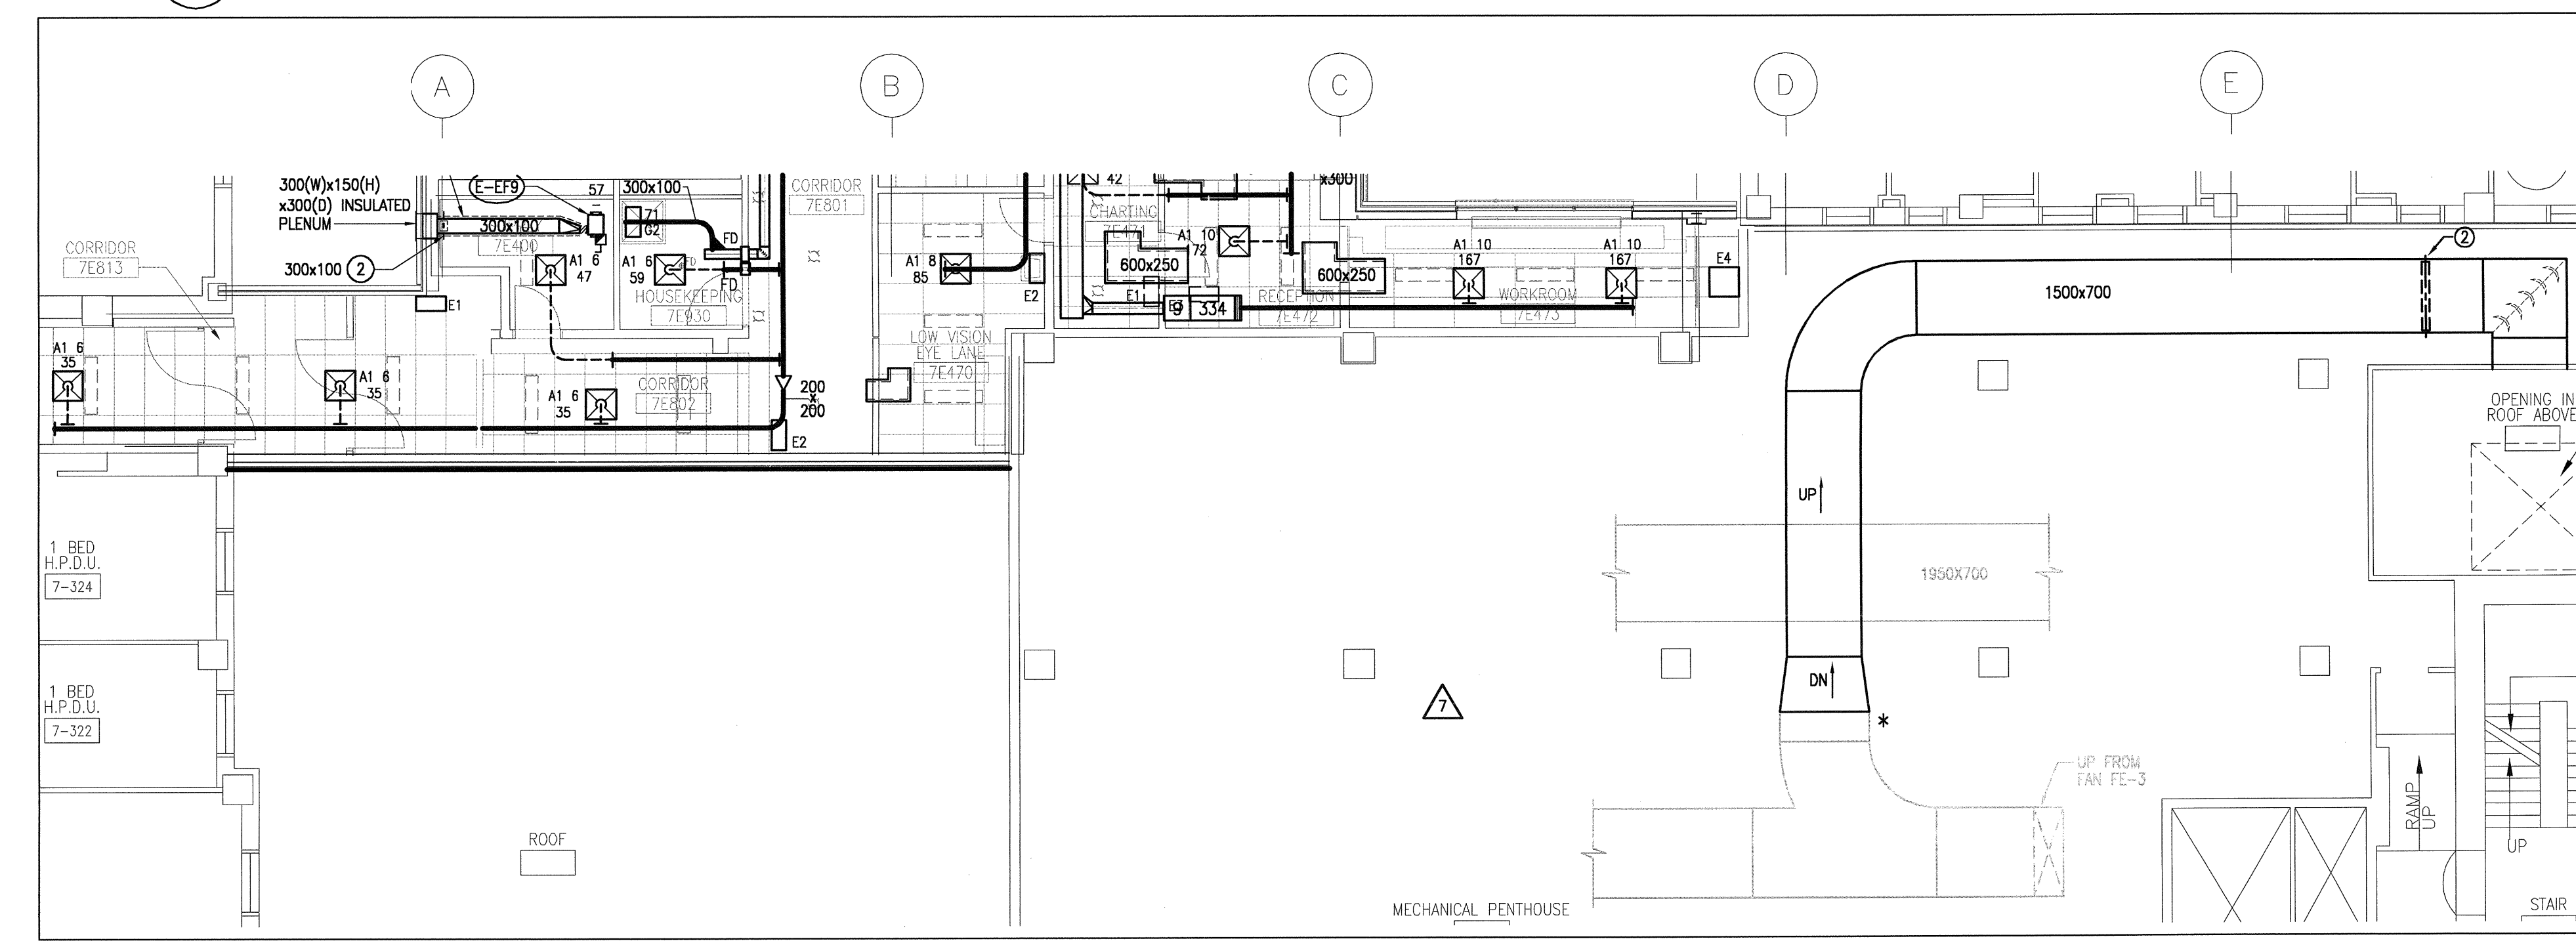 A
B
C
D
E
300(W)x150(H)
x300(D) INSULATED
PLENUM
E-EF9
57
300x100
300x100
7E400
71
G2
FD
FD
CORRIDOR
7E801
CORRIDOR
7E813
300x100 2
E1
A1 6
47
A1 6
59
HOUSEKEEPING
7E930
A1 8
85
E2
LOW VISION
EYE LANE
7E470
42
CHARTING
7E471
600x250
E1
E3
9 334
A1 10
72
x300
600x250
RECEPTION
7E472
A1 10
167
A1 10
167
WORKROOM
7E473
E4
2
1500x700
A1 6
35
A1 6
35
A1 6
35
CORRIDOR
7E802
200
x
200
E2
OPENING IN
ROOF ABOVE
UP
1950X700
1 BED
H.P.D.U.
7-324
1 BED
H.P.D.U.
7-322
DN
*
7
UP FROM
FAN FE-3
RAMP
UP
UP
ROOF
MECHANICAL PENTHOUSE
STAIR